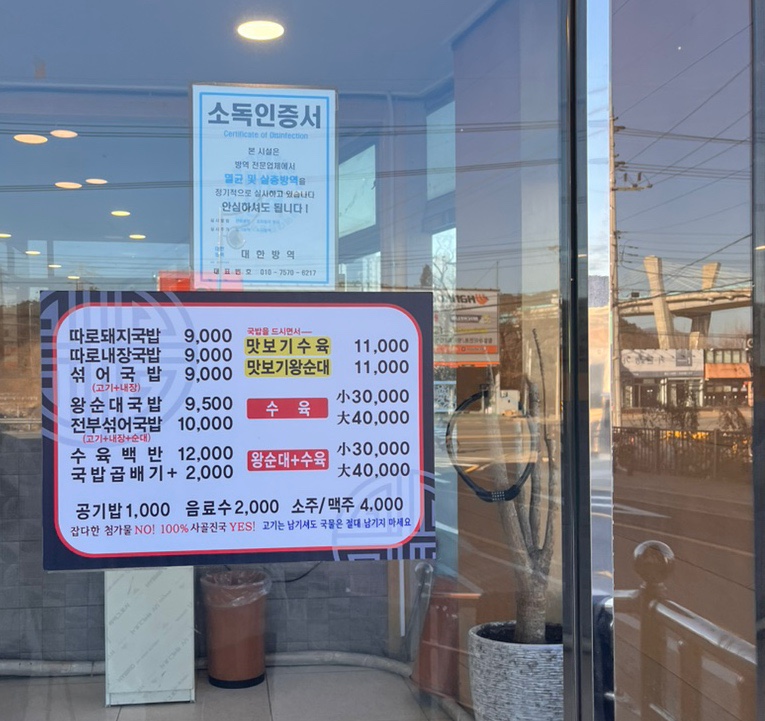 소독인증서
Certificate of Disinfection
본 시설은
방역 전문업체에서
멸균 및 살충방역을
정기적으로 실시하고 있습니다
안심하셔도 됩니다!
대한방역
대표번호 010-7570-6217
따로돼지국밥 9,000
따로내장국밥 9,000
섞어국밥 9,000
(고기+내장)
왕순대국밥 9,500
전부섞어국밥 10,000
(고기+내장+순대)
수육백반 12,000
국밥곱배기+ 2,000
국밥을 드시면서
맛보기수육 11,000
맛보기왕순대 11,000
수육 小30,000
大40,000
왕순대+수육 小30,000
大40,000
공기밥1,000 음료수2,000 소주/맥주 4,000
잡다한 첨가물 NO! 100% 사골진국 YES! 고기는 남기셔도 국물은 절대 남기지 마세요